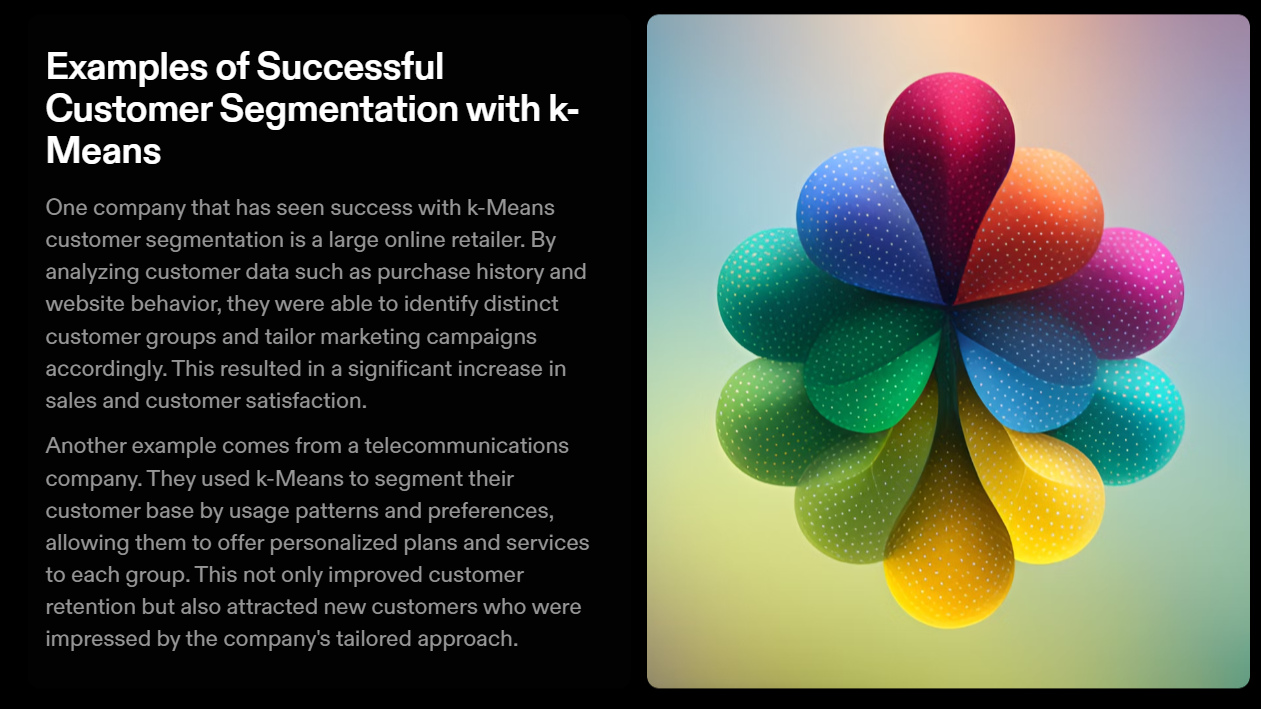 Examples of Successful
Customer Segmentation with k-
Means
One company that has seen success with k-Means
customer segmentation is a large online retailer. By
analyzing customer data such as purchase history and
website behavior, they were able to identify distinct
customer groups and tailor marketing campaigns
accordingly. This resulted in a significant increase in
sales and customer satisfaction.
Another example comes from a telecommunications
company. They used k-Means to segment their
customer base by usage patterns and preferences,
allowing them to offer personalized plans and services
to each group. This not only improved customer
retention but also attracted new customers who were
impressed by the company's tailored approach.